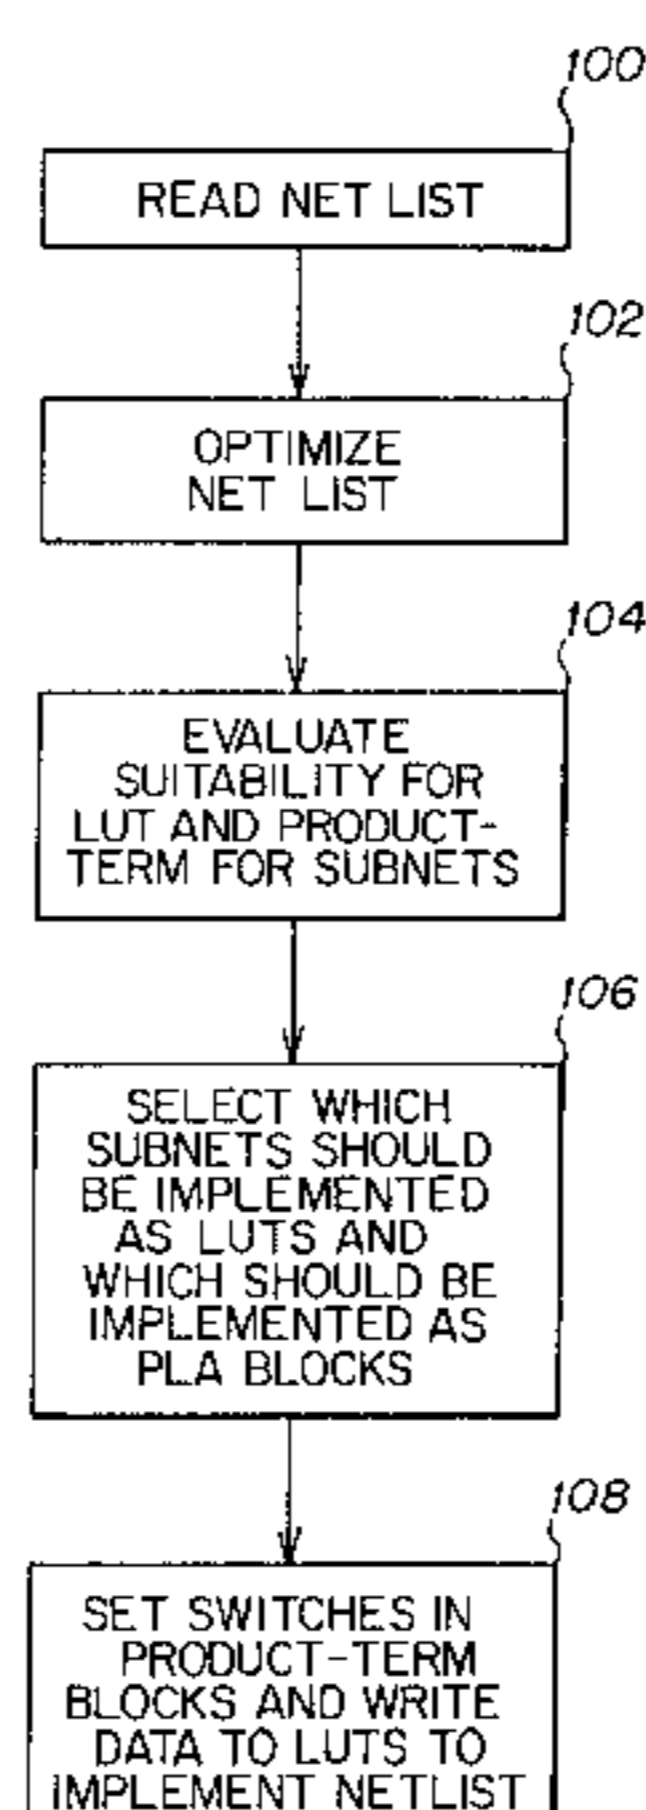 100
READ NET LIST
102
OPTIMIZE
NET LIST
104
EVALUATE
SUITABILITY FOR
LUT AND PRODUCT-
TERM FOR SUBNETS
106
SELECT WHICH
SUBNETS SHOULD
BE IMPLEMENTED
AS LUTS AND
WHICH SHOULD BE
IMPLEMENTED AS
PLA BLOCKS
108
SET SWITCHES IN
PRODUCT-TERM
BLOCKS AND WRITE
DATA TO LUTS TO
IMPLEMENT NETLIST